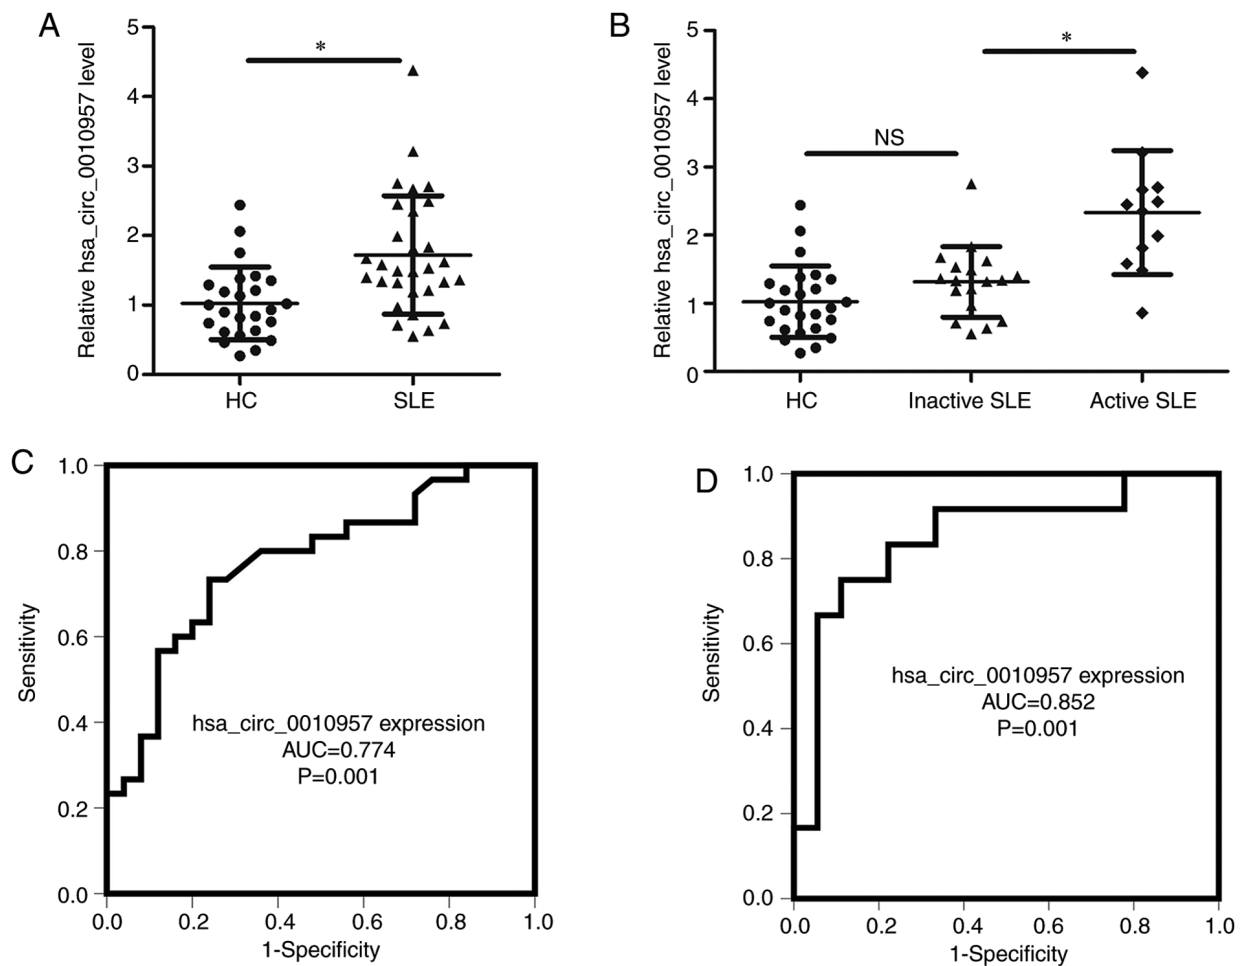 A
Relative hsa_circ_0010957 level
5
4
3
2
1
0
*
HC
SLE
B
Relative hsa_circ_0010957 level
5
4
3
2
1
0
NS
*
HC
Inactive SLE
Active SLE
C
Sensitivity
1.0
0.8
0.6
0.4
0.2
0.0
hsa_circ_0010957 expression
AUC=0.774
P=0.001
0.0 0.2 0.4 0.6 0.8 1.0
1-Specificity
D
Sensitivity
1.0
0.8
0.6
0.4
0.2
0.0
hsa_circ_0010957 expression
AUC=0.852
P=0.001
0.0 0.2 0.4 0.6 0.8 1.0
1-Specificity